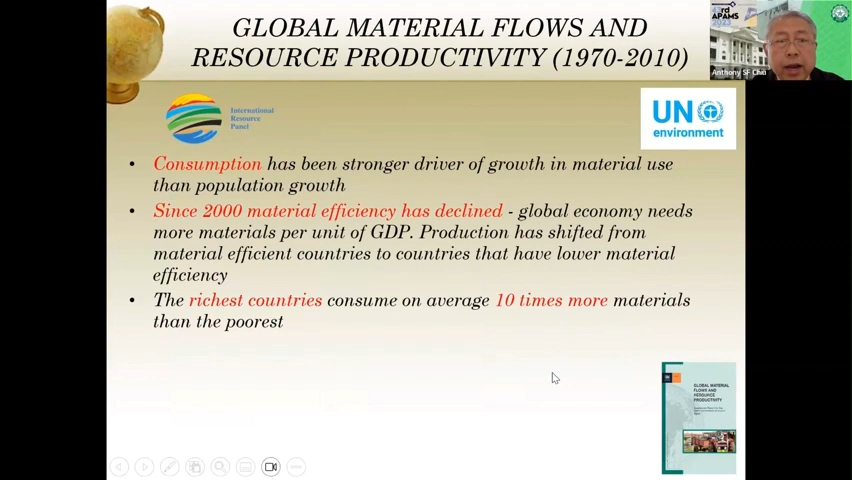 GLOBAL MATERIAL FLOWS AND
RESOURCE PRODUCTIVITY (1970-2010)
rd
APAMS
2023
Anthony SF Chiu
International
Resource
Panel
UN
environment
• Consumption has been stronger driver of growth in material use
than population growth
• Since 2000 material efficiency has declined - global economy needs
more materials per unit of GDP. Production has shifted from
material efficient countries to countries that have lower material
efficiency
• The richest countries consume on average 10 times more materials
than the poorest
GLOBAL MATERIAL
FLOWS AND
RESOURCE
PRODUCTIVITY